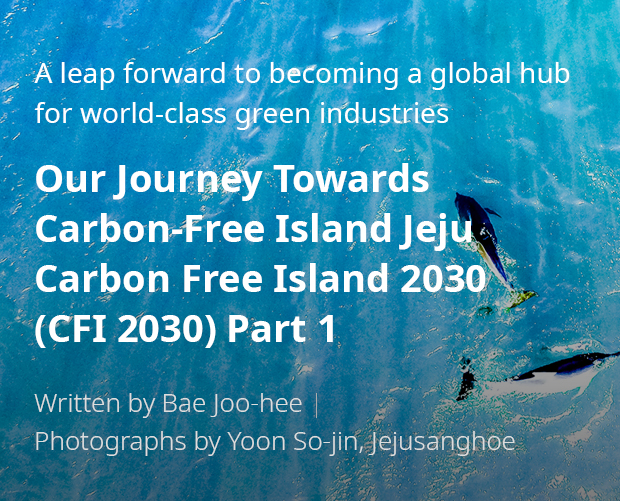 A leap forward to becoming a global hub
for world-class green industries
Our Journey Towards
Carbon-Free Island Jeju
Carbon Free Island 2030
(CFI 2030) Part 1
Written by Bae Joo-hee |
Photographs by Yoon So-jin, Jejusanghoe